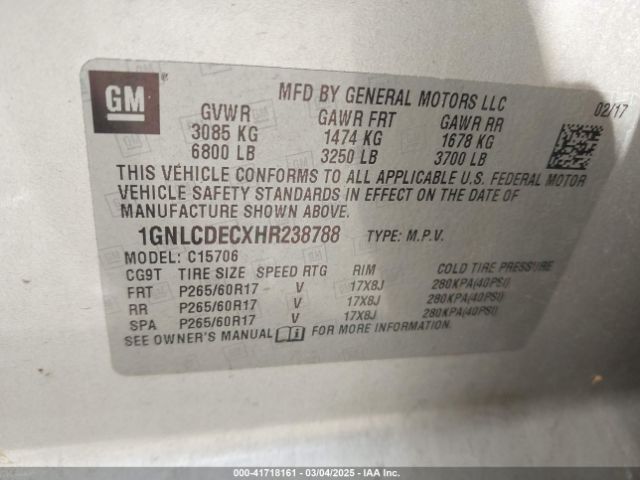 GM
MFD BY GENERAL MOTORS LLC
02/17
GVWR GAWR FRT GAWR RR
3085 KG 1474 KG 1678 KG
6800 LB 3250 LB 3700 LB
THIS VEHICLE CONFORMS TO ALL APPLICABLE U.S. FEDERAL MOTOR
VEHICLE SAFETY STANDARDS IN EFFECT ON THE DATE OF
MANUFACTURE SHOWN ABOVE.
1GNLCDECXHR238788 TYPE: M.P.V.
MODEL: C15706
CG9T TIRE SIZE SPEED RTG RIM COLD TIRE PRESSURE
FRT P265/60R17 V 17X8J 280KPA(40PSI)
RR P265/60R17 V 17X8J 280KPA(40PSI)
SPA P265/60R17 V 17X8J 280KPA(40PSI)
SEE OWNER'S MANUAL FOR MORE INFORMATION.
000-41718161 - 03/04/2025 - IAA Inc.